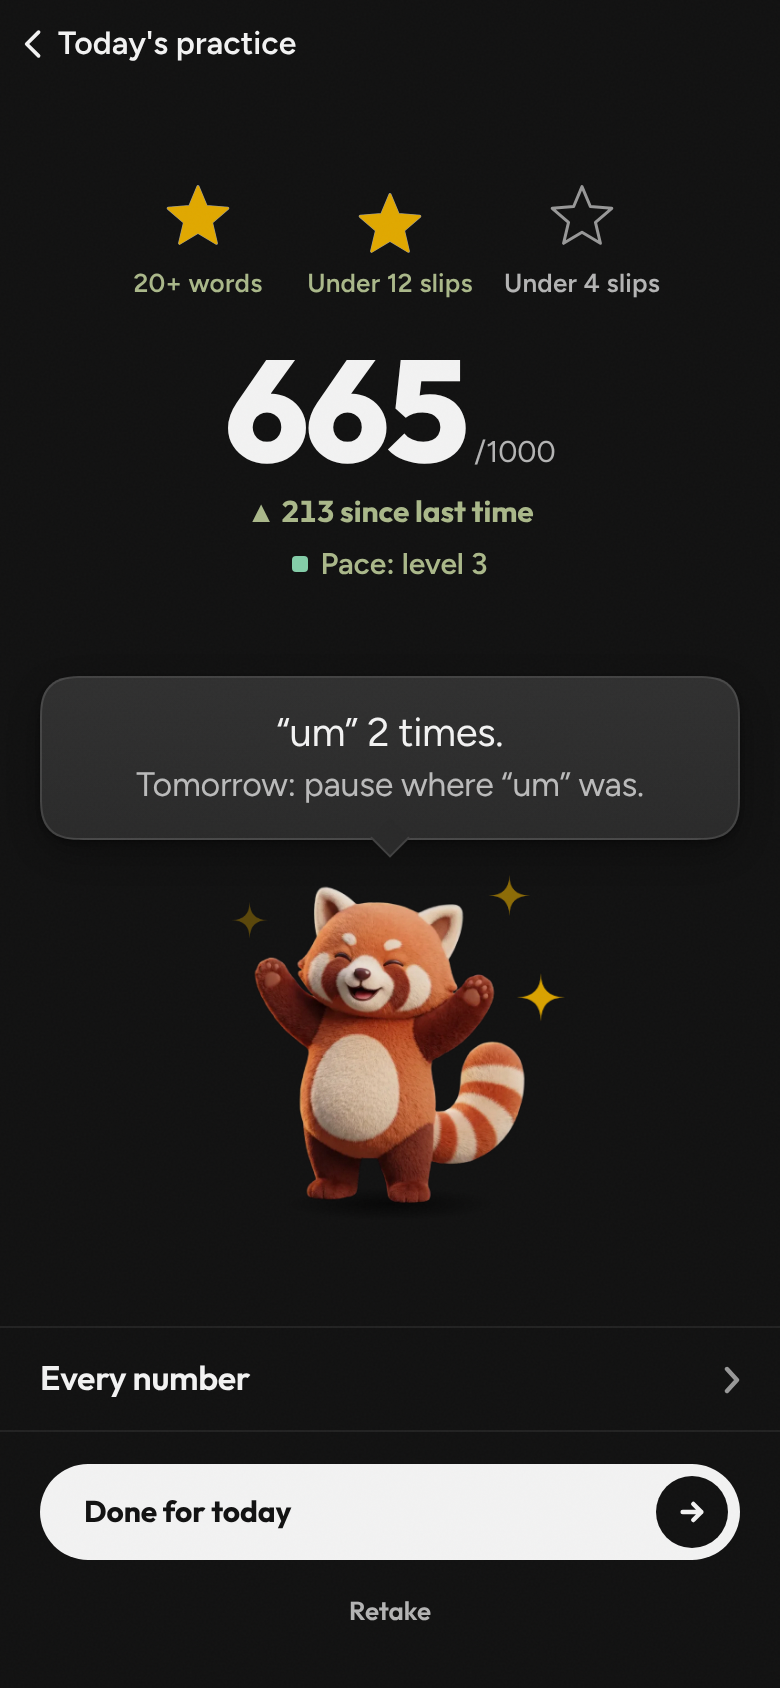 Today's practice
20+ words
Under 12 slips
Under 4 slips
665/1000
▲ 213 since last time
Pace: level 3
“um” 2 times.
Tomorrow: pause where “um” was.
Every number
Done for today
Retake